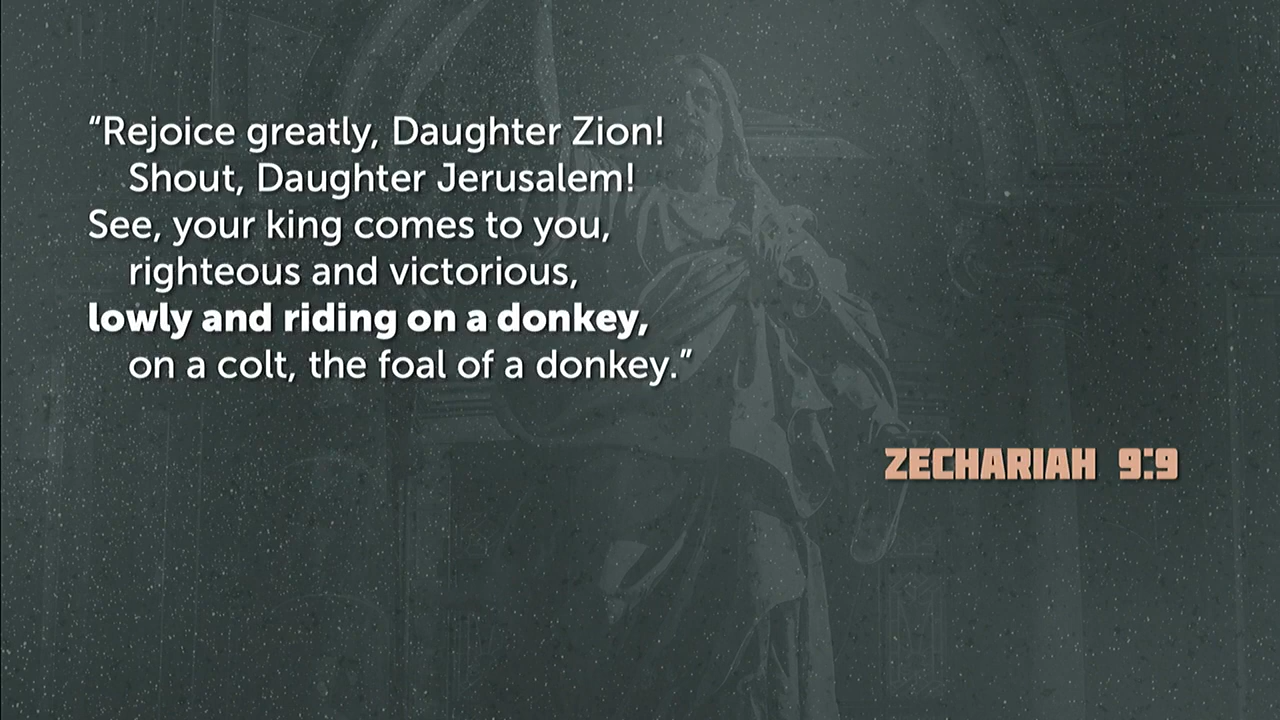 “Rejoice greatly, Daughter Zion!
Shout, Daughter Jerusalem!
See, your king comes to you,
righteous and victorious,
lowly and riding on a donkey,
on a colt, the foal of a donkey.”
ZECHARIAH 9:9